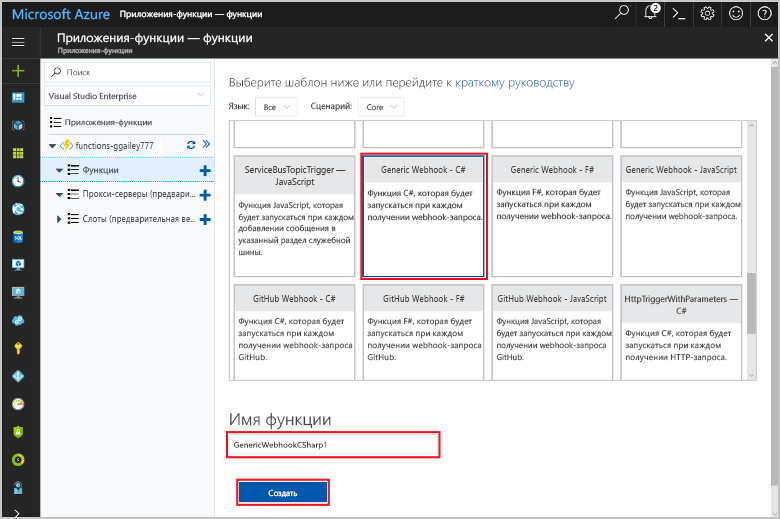 Microsoft Azure Приложения-функции — функции
2
Приложения-функции — функции
Приложения-функции
Поиск
Visual Studio Enterprise
Приложения-функции
functions-ggailey777
Функции
Прокси-серверы (предвари...
Слоты (предварительная ве...
Выберите шаблон ниже или перейдите к краткому руководству
Язык: Все Сценарий: Core
ServiceBusTopicTrigger —
JavaScript
Функция JavaScript, которая
будет запускаться при каждом
добавлении сообщения в
указанный раздел служебной
шины.
Generic Webhook - C#
Функция C#, которая будет
запускаться при каждом
получении webhook-запроса.
Generic Webhook - F#
Функция F#, которая будет
запускаться при каждом
получении webhook-запроса.
Generic Webhook - JavaScript
Функция JavaScript, которая
будет запускаться при каждом
получении webhook-запроса.
GitHub Webhook - C#
Функция C#, которая будет
запускаться при каждом
получении webhook-запроса
GitHub.
GitHub Webhook - F#
Функция F#, которая будет
запускаться при каждом
получении webhook-запроса
GitHub.
GitHub Webhook - JavaScript
Функция JavaScript, которая
будет запускаться при каждом
получении webhook-запроса
GitHub.
HttpTriggerWithParameters —
C#
Функция C#, которая будет
запускаться при каждом
получении HTTP-запроса.
Имя функции
GenericWebhookCSharp1
Создать